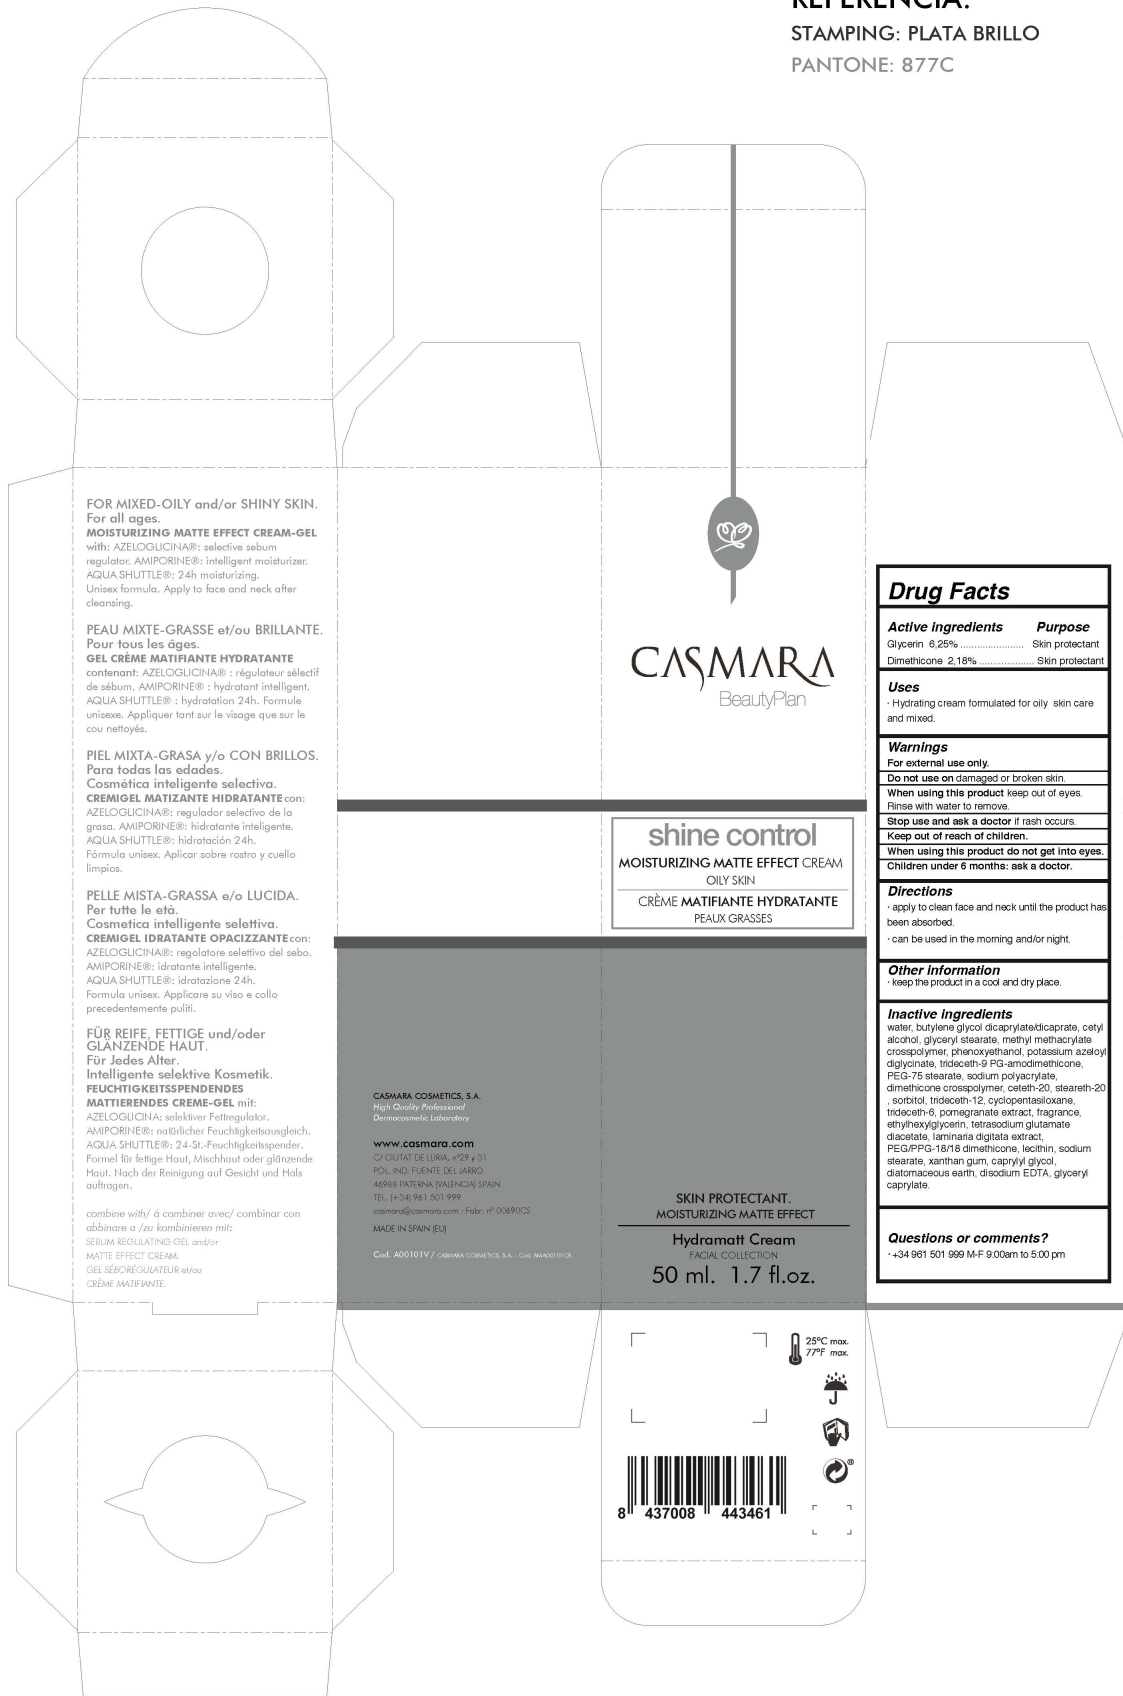 REFERENCIA:
STAMPING: PLATA BRILLO
PANTONE: 877C
FOR MIXED-OILY and/or SHINY SKIN.
For all ages.
MOISTURIZING MATTE EFFECT CREAM-GEL
with: AZELOGLICINA®: selective sebum
regulator. AMIPORINE®: intelligent moisturizer.
AQUA SHUTTLE®: 24h moisturizing.
Unisex formula. Apply to face and neck after
cleansing.
PEAU MIXTE-GRASSE et/ou BRILLANTE.
Pour tous les âges.
GEL CRÈME MATIFIANTE HYDRATANTE
contenant: AZELOGLICINA® : régulateur sélectif
de sébum. AMIPORINE® : hydratant intelligent.
AQUA SHUTTLE® : hydratation 24h. Formule
unisexe. Appliquer tant sur le visage que sur le
cou nettoyés.
PIEL MIXTA-GRASA y/o CON BRILLOS.
Para todas las edades.
Cosmética inteligente selectiva.
CREMIGEL MATIZANTE HIDRATANTE con:
AZELOGLICINA®: regulador selectivo de la
grasa. AMIPORINE®: hidratante inteligente.
AQUA SHUTTLE®: hidratación 24h.
Fórmula unisex. Aplicar sobre rostro y cuello
limpios.
PELLE MISTA-GRASSA e/o LUCIDA.
Per tutte le età.
Cosmetica intelligente selettiva.
CREMIGEL IDRATANTE OPACIZZANTE con:
AZELOGLICINA®: regolatore selettivo del sebo.
AMIPORINE®: idratante intelligente.
AQUA SHUTTLE®: idratazione 24h.
Formula unisex. Applicare su viso e collo
precedentemente puliti.
FÜR REIFE, FETTIGE und/oder
GLÄNZENDE HAUT.
Für Jedes Alter.
Intelligente selektive Kosmetik.
FEUCHTIGKEITSSPENDENDES
MATTIERENDES CREME-GEL mit:
AZELOGLICINA: selektiver Fettregulator.
AMIPORINE®: natürlicher Feuchtigkeitsausgleich.
AQUA SHUTTLE®: 24-St.-Feuchtigkeitsspender.
Formel für fettige Haut, Mischhaut oder glänzende
Haut. Nach der Reinigung auf Gesicht und Hals
auftragen.
combine with/ à combiner avec/ combinar con
abbinare a /zu kombinieren mit:
SEBUM REGULATING GEL and/or
MATTE EFFECT CREAM.
GEL SÉBORÉGULATEUR et/ou
CRÈME MATIFIANTE.
CASMARA COSMETICS, S.A.
High Quality Professional
Dermocosmetic Laboratory
www.casmara.com
C/ CIUTAT DE LURIA, nº29 y 31
POL. IND. FUENTE DEL JARRO
46988 PATERNA (VALENCIA) SPAIN
TEL. (+34) 961 501 999
casmara@casmara.com · Fabr. nº 00690CS
MADE IN SPAIN (EU)
Cod. A00101V / CASMARA COSMETICS, S.A. - Cod. AMA00101CR
CASMARA
BeautyPlan
shine control
MOISTURIZING MATTE EFFECT CREAM
OILY SKIN
CRÈME MATIFIANTE HYDRATANTE
PEAUX GRASSES
SKIN PROTECTANT.
MOISTURIZING MATTE EFFECT
Hydramatt Cream
FACIAL COLLECTION
50 ml. 1.7 fl.oz.
25ºC max.
77ºF max.
®
8 437008 443461
Drug Facts
Active ingredients Purpose
Glycerin 6,25% ....................... Skin protectant
Dimethicone 2,18% .................... Skin protectant
Uses
· Hydrating cream formulated for oily skin care
and mixed.
Warnings
For external use only.
Do not use on damaged or broken skin.
When using this product keep out of eyes.
Rinse with water to remove.
Stop use and ask a doctor if rash occurs.
Keep out of reach of children.
When using this product do not get into eyes.
Children under 6 months: ask a doctor.
Directions
· apply to clean face and neck until the product has
been absorbed.
· can be used in the morning and/or night.
Other information
· keep the product in a cool and dry place.
Inactive ingredients
water, butylene glycol dicaprylate/dicaprate, cetyl
alcohol, glyceryl stearate, methyl methacrylate
crosspolymer, phenoxyethanol, potassium azeloyl
diglycinate, trideceth-9 PG-amodimethicone,
PEG-75 stearate, sodium polyacrylate,
dimethicone crosspolymer, ceteth-20, steareth-20
, sorbitol, trideceth-12, cyclopentasiloxane,
trideceth-6, pomegranate extract, fragrance,
ethylhexylglycerin, tetrasodium glutamate
diacetate, laminaria digitata extract,
PEG/PPG-18/18 dimethicone, lecithin, sodium
stearate, xanthan gum, caprylyl glycol,
diatomaceous earth, disodium EDTA, glyceryl
caprylate.
Questions or comments?
· +34 961 501 999 M-F 9:00am to 5:00 pm